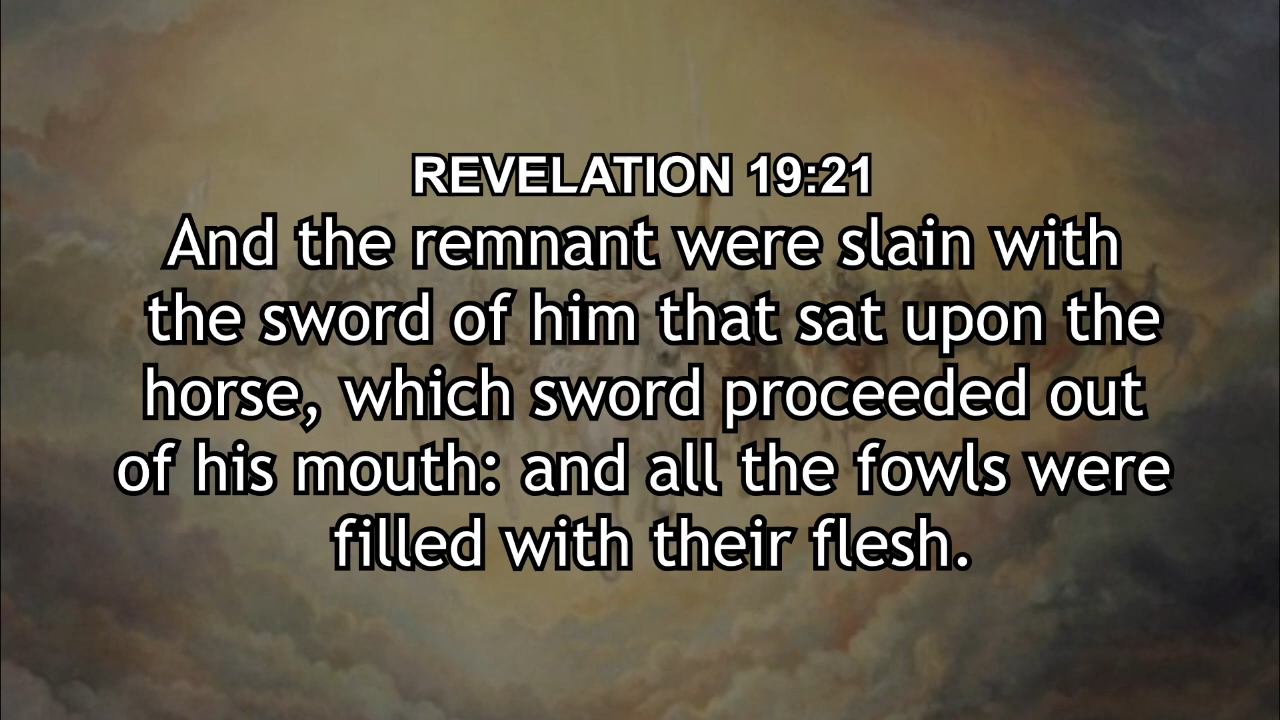 REVELATION 19:21
And the remnant were slain with
the sword of him that sat upon the
horse, which sword proceeded out
of his mouth: and all the fowls were
filled with their flesh.